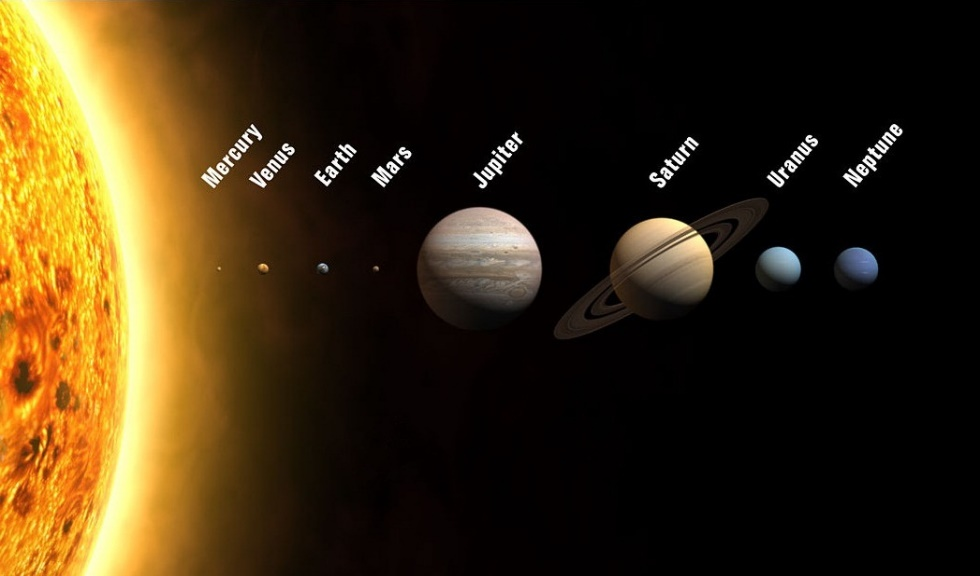 Mercury
Venus
Earth
Mars
Jupiter
Saturn
Uranus
Neptune